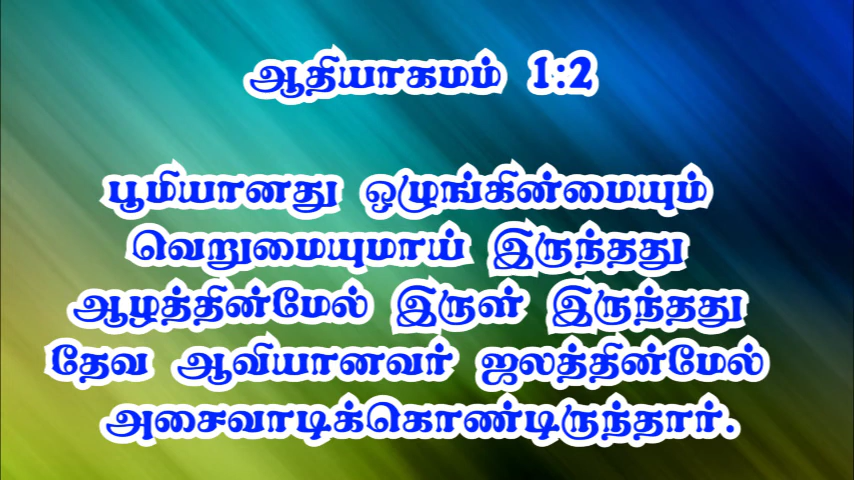 ஆதியாகமம் 1:2
பூமியானது ஒழுங்கின்மையும்
வெறுமையுமாய் இருந்தது
ஆழத்தின்மேல் இருள் இருந்தது
தேவ ஆவியானவர் ஜலத்தின்மேல்
அசைவாடிக்கொண்டிருந்தார்.